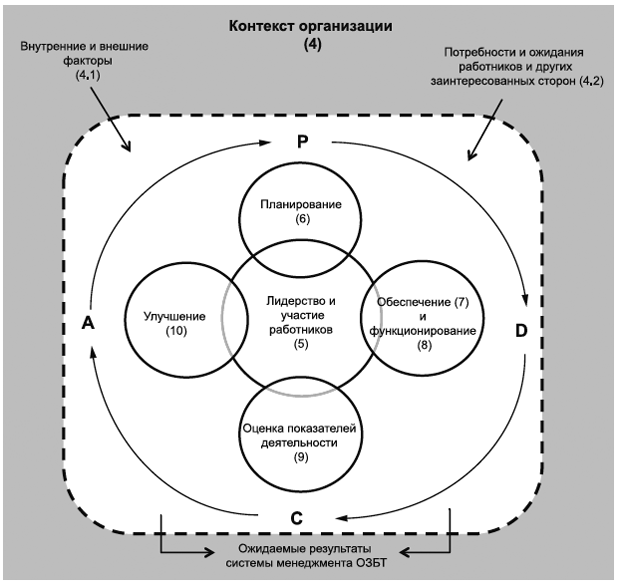 Контекст организации
(4)
Внутренние и внешние
факторы
(4.1)
Потребности и ожидания
работников и других
заинтересованных сторон (4.2)
P
Планирование
(6)
Улучшение
(10)
Лидерство и
участие
работников
(5)
Обеспечение (7)
и
функционирование
(8)
A
D
Оценка показателей
деятельности
(9)
C
Ожидаемые результаты
системы менеджмента ОЗБТ